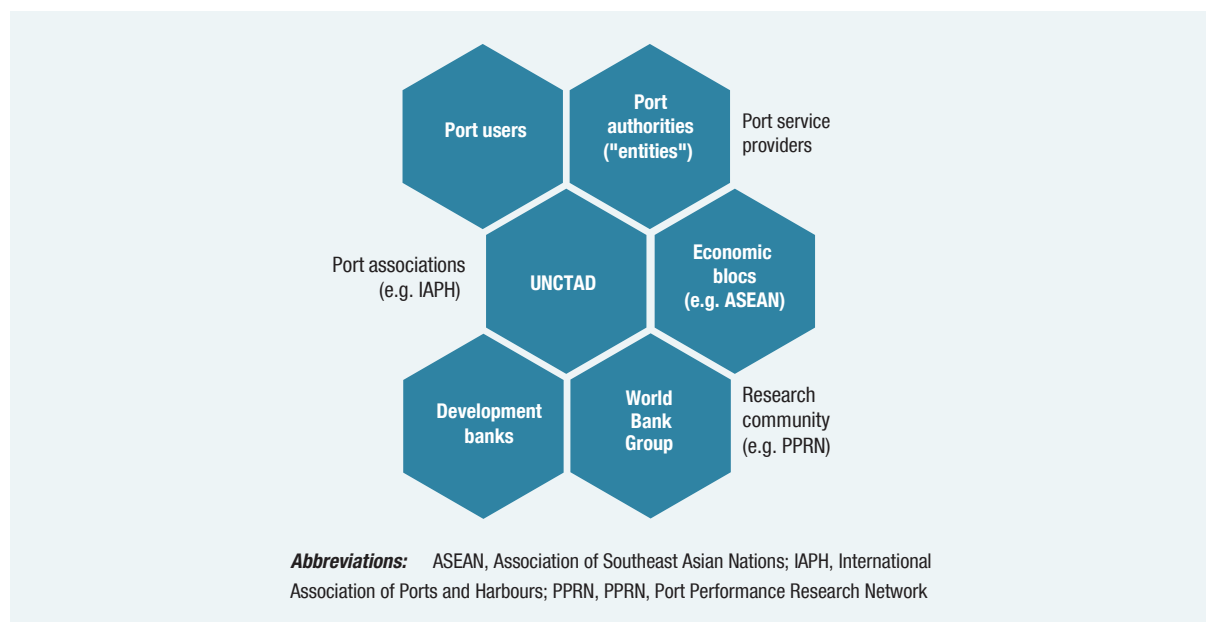 Port users
Port
authorities
("entities")
Port service
providers
Port associations
(e.g. IAPH)
UNCTAD
Economic
blocs
(e.g. ASEAN)
Development
banks
World
Bank
Group
Research
community
(e.g. PPRN)
Abbreviations: ASEAN, Association of Southeast Asian Nations; IAPH, International
Association of Ports and Harbours; PPRN, PPRN, Port Performance Research Network